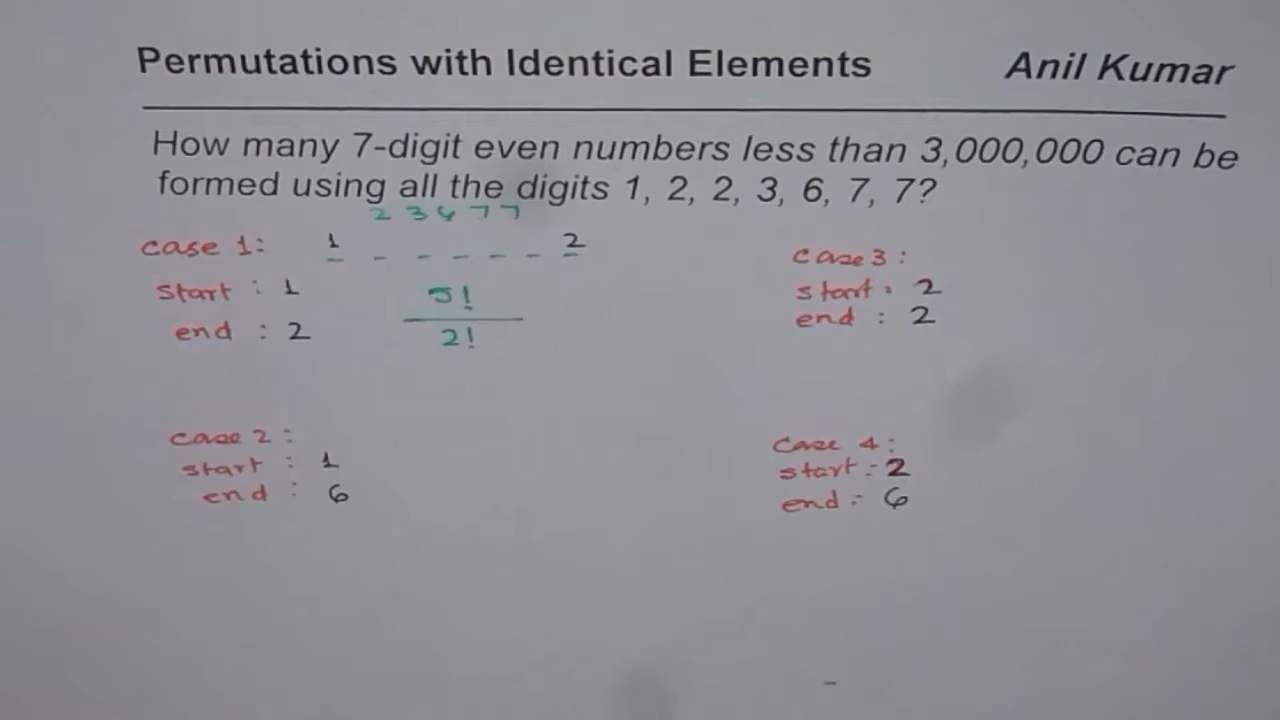 Permutations with Identical Elements Anil Kumar
How many 7-digit even numbers less than 3,000,000 can be
formed using all the digits 1, 2, 2, 3, 6, 7, 7?
2 3 6 7 7
case 1: 1 _ _ _ _ _ 2
start : 1
end : 2
5!
2!
case 2 :
start : 1
end : 6
case 3 :
start : 2
end : 2
case 4 :
start : 2
end : 6